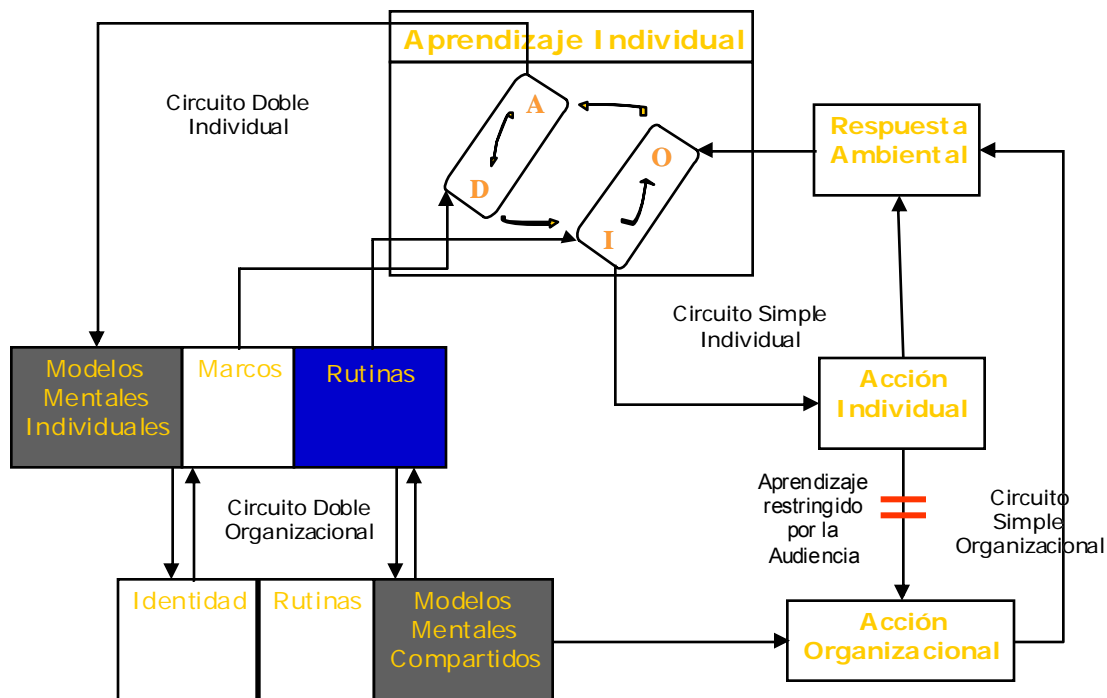 Aprendizaje Individual
Circuito Doble
Individual
A
O
D
I
Respuesta
Ambiental
Circuito Simple
Individual
Modelos
Mentales
Individuales
Marcos
Rutinas
Acción
Individual
Circuito Doble
Organizacional
Aprendizaje
restringido
por la
Audiencia
Circuito
Simple
Organizacional
Identidad
Rutinas
Modelos
Mentales
Compartidos
Acción
Organizacional